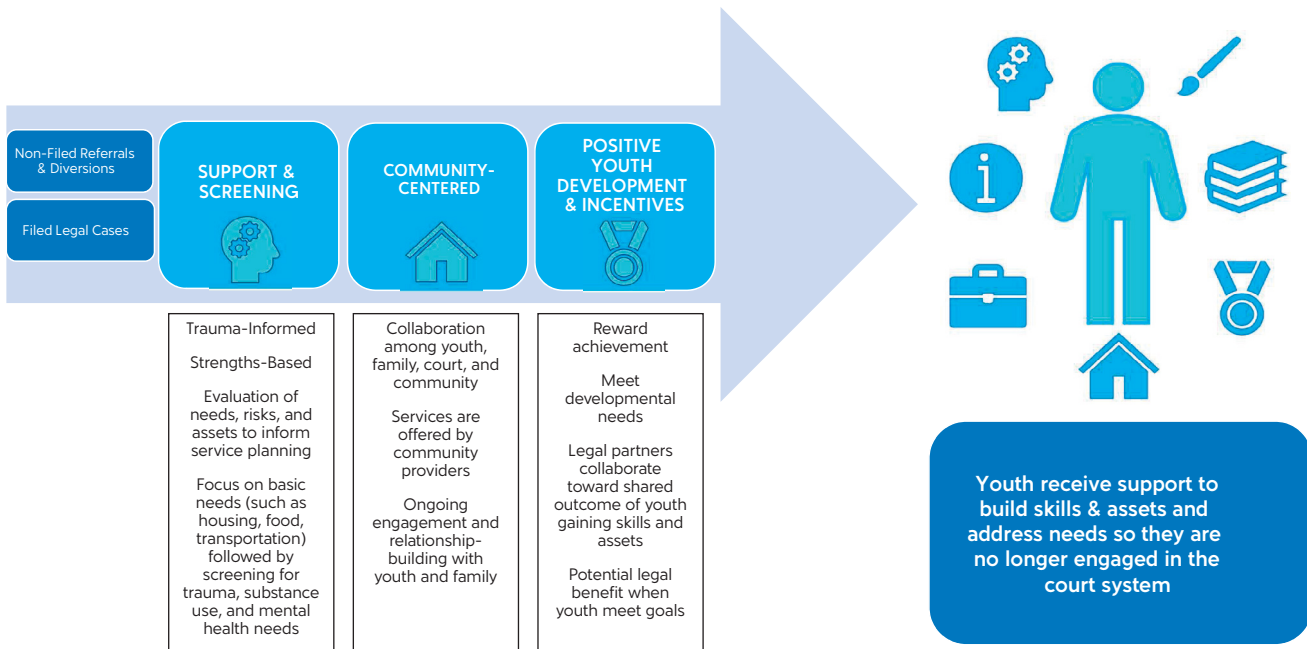 Non-Filed Referrals
& Diversions
Filed Legal Cases
SUPPORT &
SCREENING
COMMUNITY-
CENTERED
POSITIVE
YOUTH
DEVELOPMENT
& INCENTIVES
Trauma-Informed
Strengths-Based
Evaluation of
needs, risks, and
assets to inform
service planning
Focus on basic
needs (such as
housing, food,
transportation)
followed by
screening for
trauma, substance
use, and mental
health needs
Collaboration
among youth,
family, court, and
community
Services are
offered by
community
providers
Ongoing
engagement and
relationship-
building with
youth and family
Reward
achievement
Meet
developmental
needs
Legal partners
collaborate
toward shared
outcome of youth
gaining skills and
assets
Potential legal
benefit when
youth meet goals
i
Youth receive support to
build skills & assets and
address needs so they are
no longer engaged in the
court system